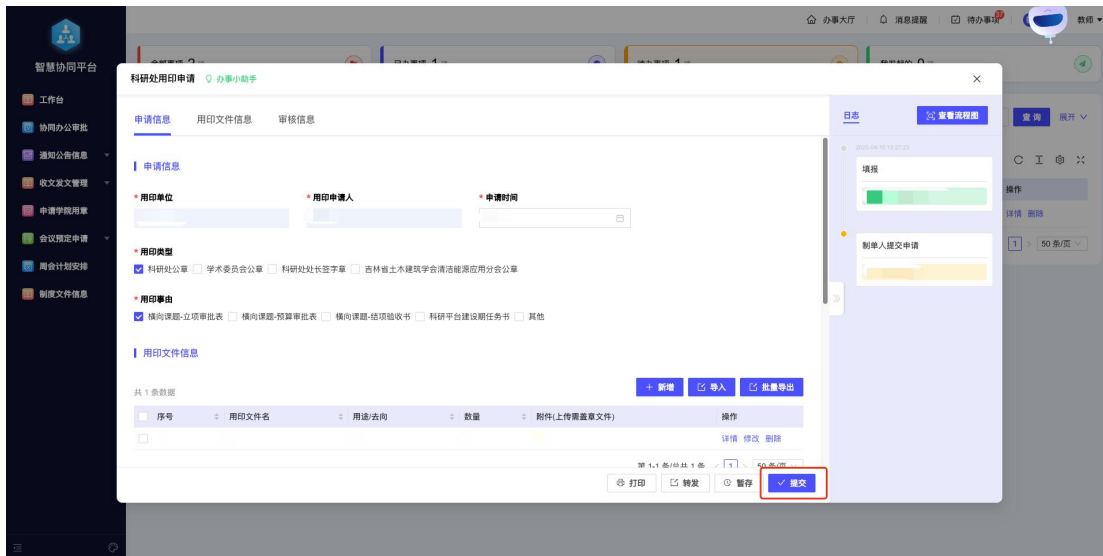 办事大厅 消息提醒 待办事项 37 教师
智慧协同平台
工作台
协同办公审批
通知公告信息
收文发文管理
申请学院用章
会议预定申请
周会计划安排
制度文件信息
科研处用印申请 办事小助手
申请信息 用印文件信息 审核信息
申请信息
* 用印单位 * 用印申请人 * 申请时间
* 用印类型
科研处公章 学术委员会公章 科研处处长签字章 吉林省土木建筑学会清洁能源应用分会公章
* 用印事由
横向课题-立项审批表 横向课题-预算审批表 横向课题-结项验收书 科研平台建设期任务书 其他
用印文件信息
共 1 条数据
新增 导入 批量导出
序号 用印文件名 用途/去向 数量 附件(上传需盖章文件) 操作
详情 修改 删除
第 1-1 条/总共 1 条 1 50 条/页
打印 转发 暂存 提交
日志 查看流程图
填报
制单人提交申请
查询 展开
操作
详情 删除
1 50 条/页